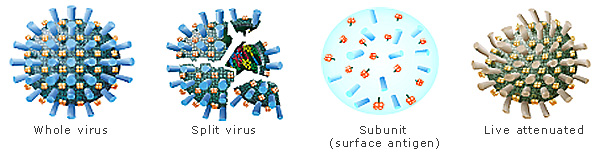 Whole virus
Split virus
Subunit
(surface antigen)
Live attenuated